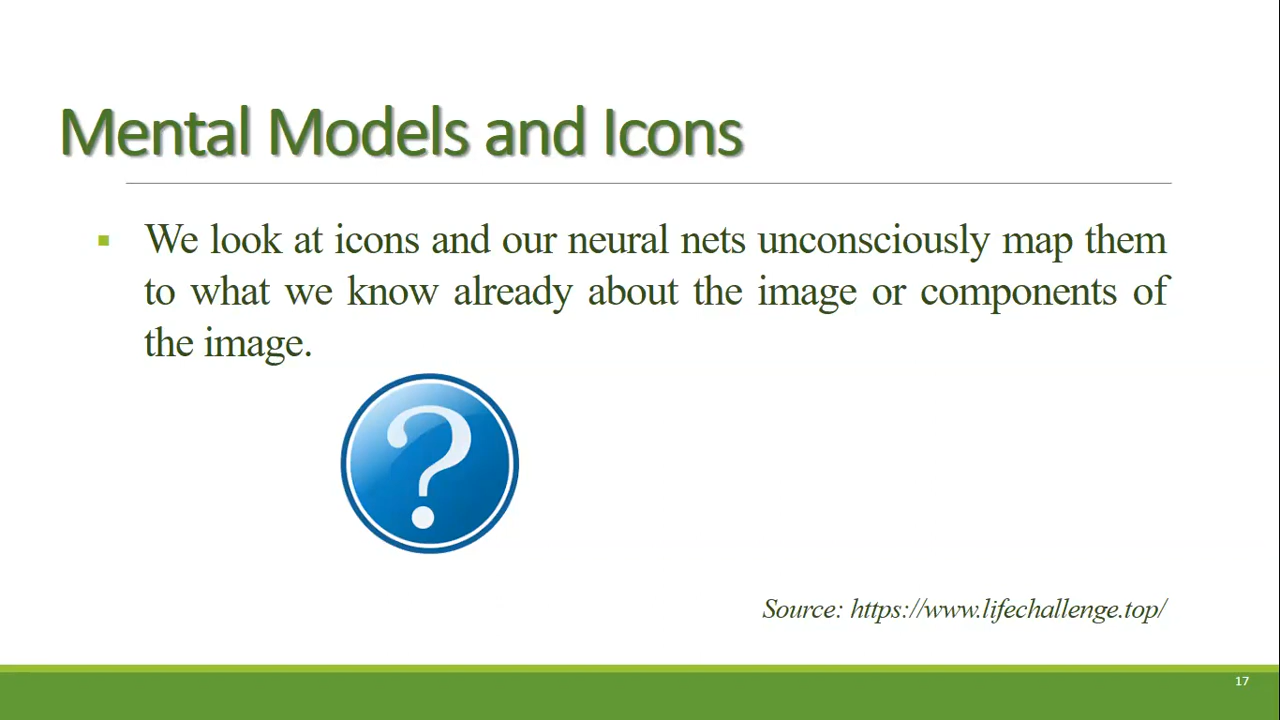 Mental Models and Icons
▪ We look at icons and our neural nets unconsciously map them
to what we know already about the image or components of
the image.
?
Source: https://www.lifechallenge.top/
17